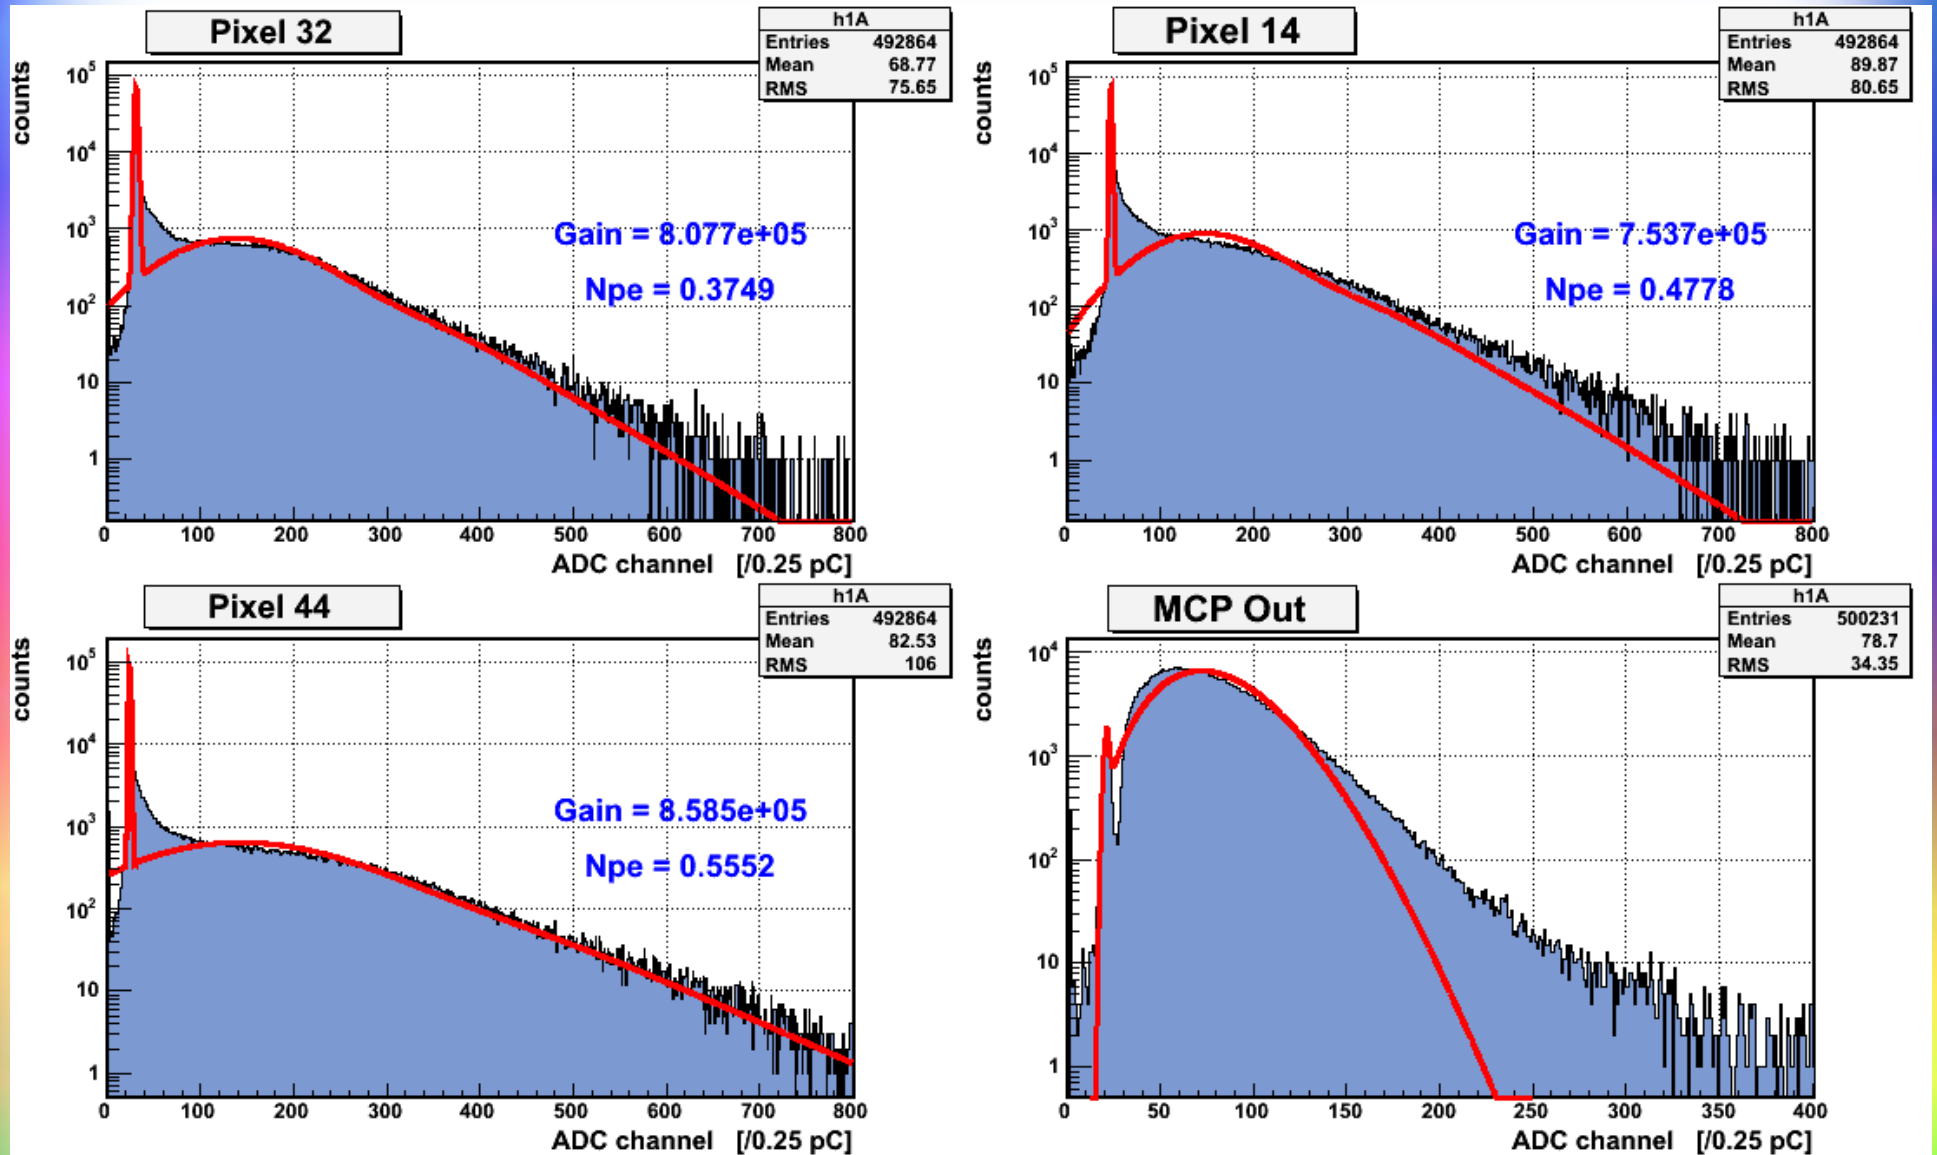 Pixel 32
h1A
Entries 492864
Mean 68.77
RMS 75.65
counts
10^5
10^4
10^3
10^2
10
1
Gain = 8.077e+05
Npe = 0.3749
0 100 200 300 400 500 600 700 800
ADC channel [/0.25 pC]
Pixel 14
h1A
Entries 492864
Mean 89.87
RMS 80.65
counts
10^5
10^4
10^3
10^2
10
1
Gain = 7.537e+05
Npe = 0.4778
0 100 200 300 400 500 600 700 800
ADC channel [/0.25 pC]
Pixel 44
h1A
Entries 492864
Mean 82.53
RMS 106
counts
10^5
10^4
10^3
10^2
10
1
Gain = 8.585e+05
Npe = 0.5552
0 100 200 300 400 500 600 700 800
ADC channel [/0.25 pC]
MCP Out
h1A
Entries 500231
Mean 78.7
RMS 34.35
counts
10^4
10^3
10^2
10
1
0 50 100 150 200 250 300 350 400
ADC channel [/0.25 pC]